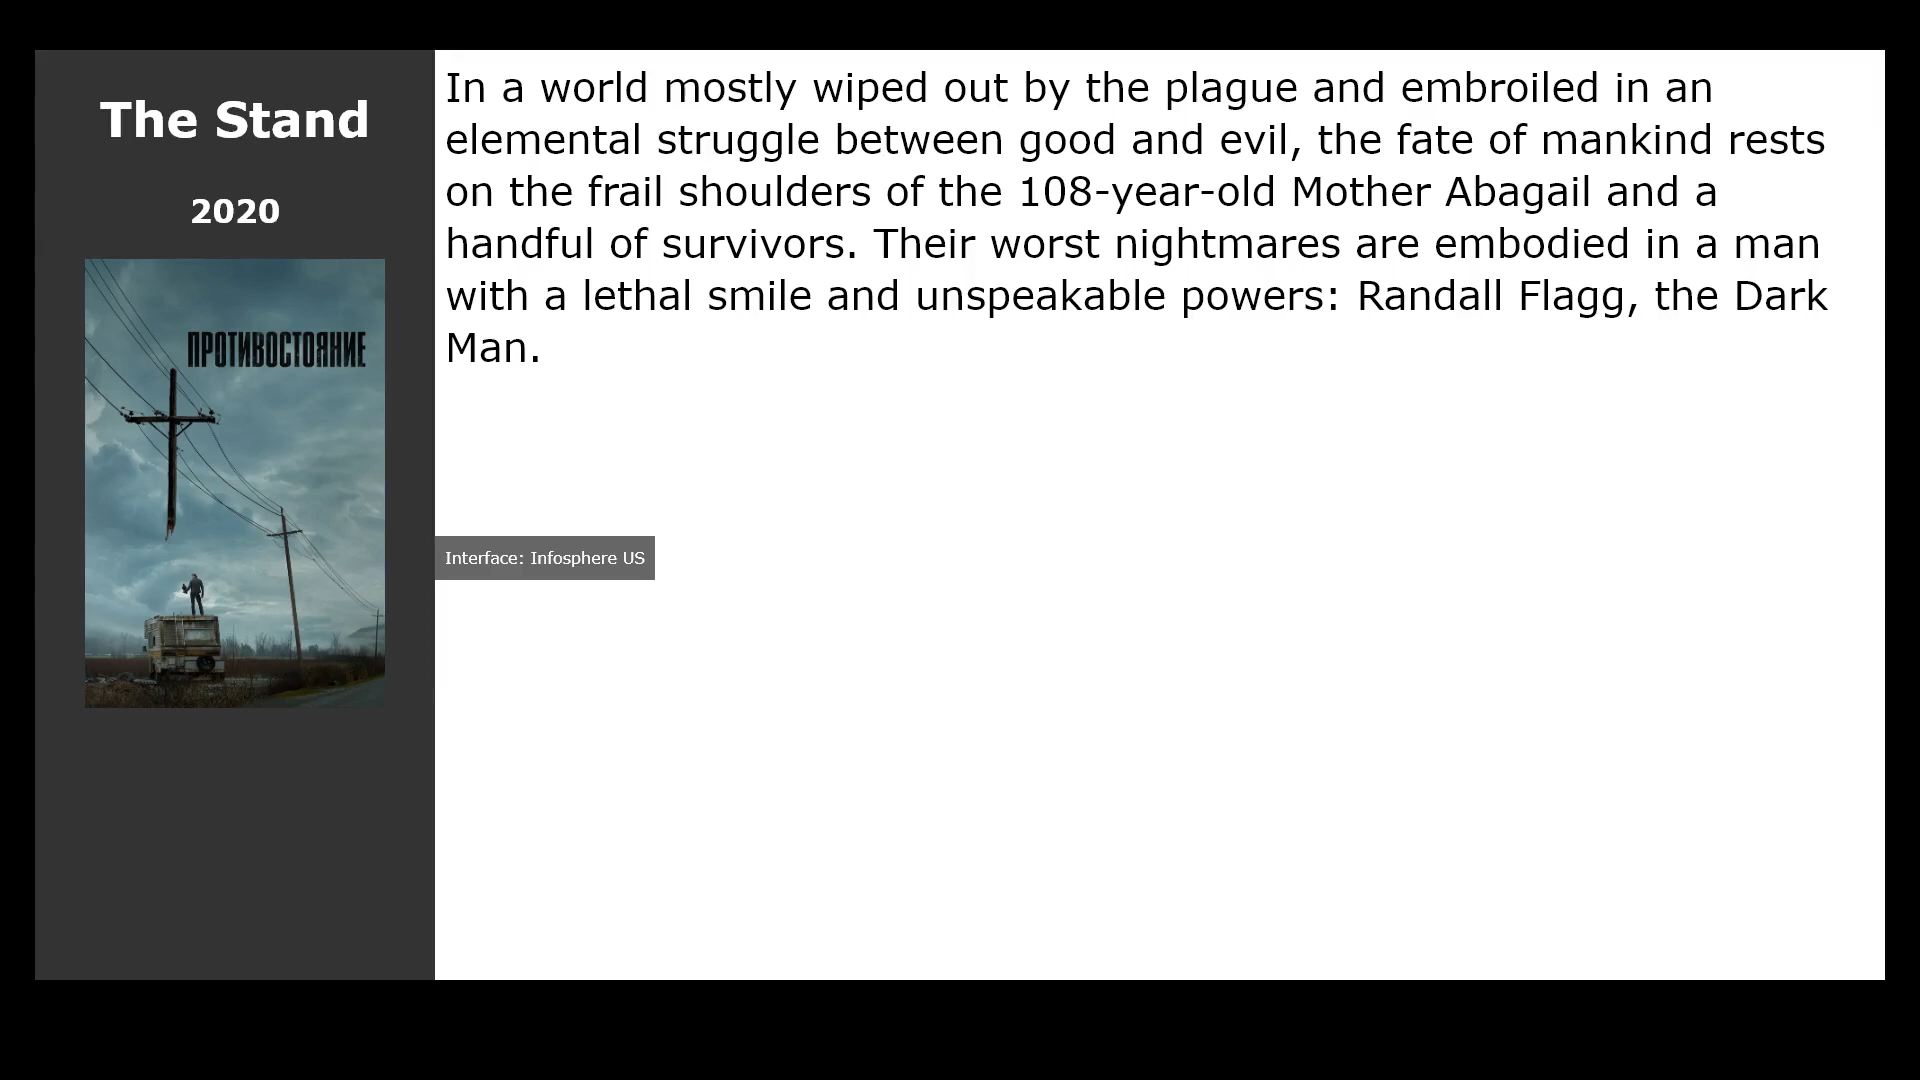 The Stand
2020
ПРОТИВОСТОЯНИЕ
In a world mostly wiped out by the plague and embroiled in an
elemental struggle between good and evil, the fate of mankind rests
on the frail shoulders of the 108-year-old Mother Abagail and a
handful of survivors. Their worst nightmares are embodied in a man
with a lethal smile and unspeakable powers: Randall Flagg, the Dark
Man.
Interface: Infosphere US